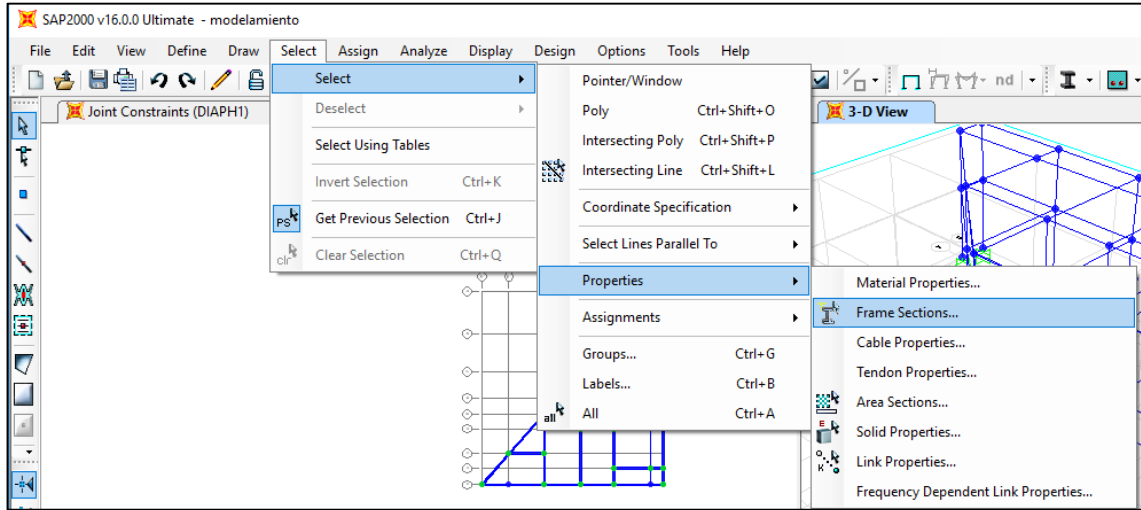 SAP2000 v16.0.0 Ultimate - modelamiento
File Edit View Define Draw Select Assign Analyze Display Design Options Tools Help
nd
Joint Constraints (DIAPH1)
3-D View
Select
Deselect
Select Using Tables
Invert Selection Ctrl+K
PS Get Previous Selection Ctrl+J
clr Clear Selection Ctrl+Q
Pointer/Window
Poly Ctrl+Shift+O
Intersecting Poly Ctrl+Shift+P
Intersecting Line Ctrl+Shift+L
Coordinate Specification
Select Lines Parallel To
Properties
Assignments
Groups... Ctrl+G
Labels... Ctrl+B
all All Ctrl+A
Material Properties...
Frame Sections...
Cable Properties...
Tendon Properties...
Area Sections...
E Solid Properties...
K Link Properties...
Frequency Dependent Link Properties...